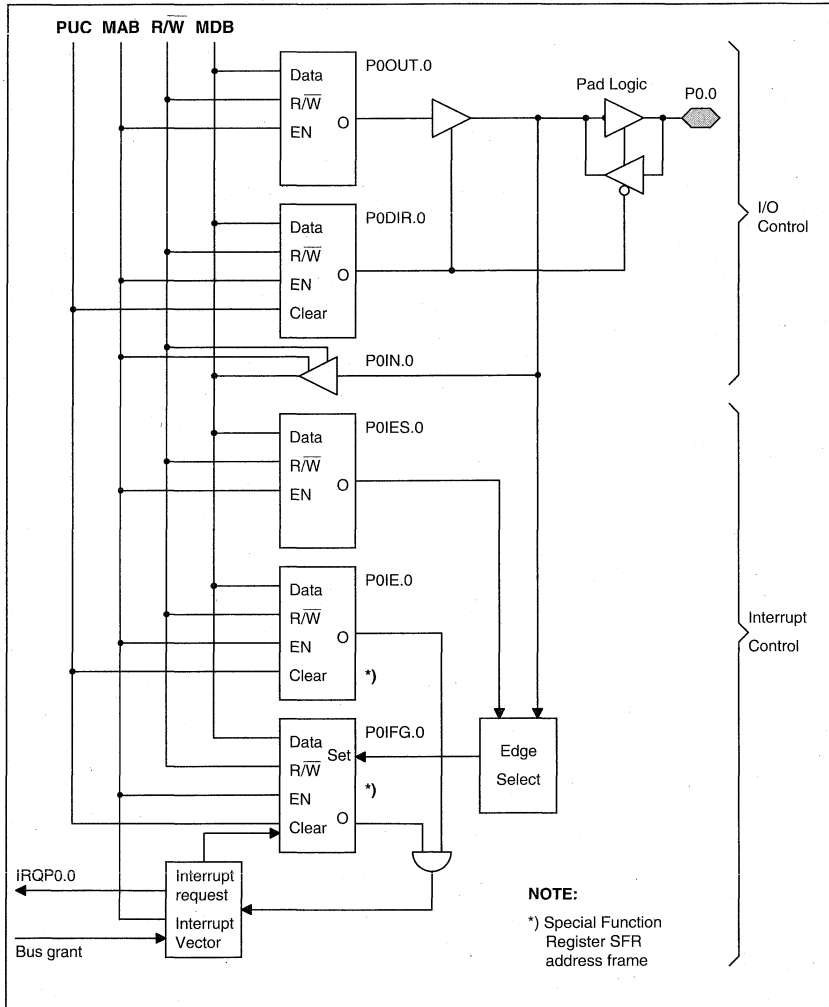 PUC MAB R/W̅ MDB
Data
R/W̅
EN
O
P0OUT.0
Pad Logic
P0.0
Data
R/W̅
EN
O
Clear
P0DIR.0
I/O
Control
P0IN.0
Data
R/W̅
EN
O
P0IES.0
Data
R/W̅
EN
O
Clear
P0IE.0
*)
Interrupt
Control
Data
Set
R/W̅
EN
O
Clear
P0IFG.0
*)
Edge
Select
IRQP0.0
Interrupt
request
Interrupt
Vector
Bus grant
NOTE:
*) Special Function
Register SFR
address frame